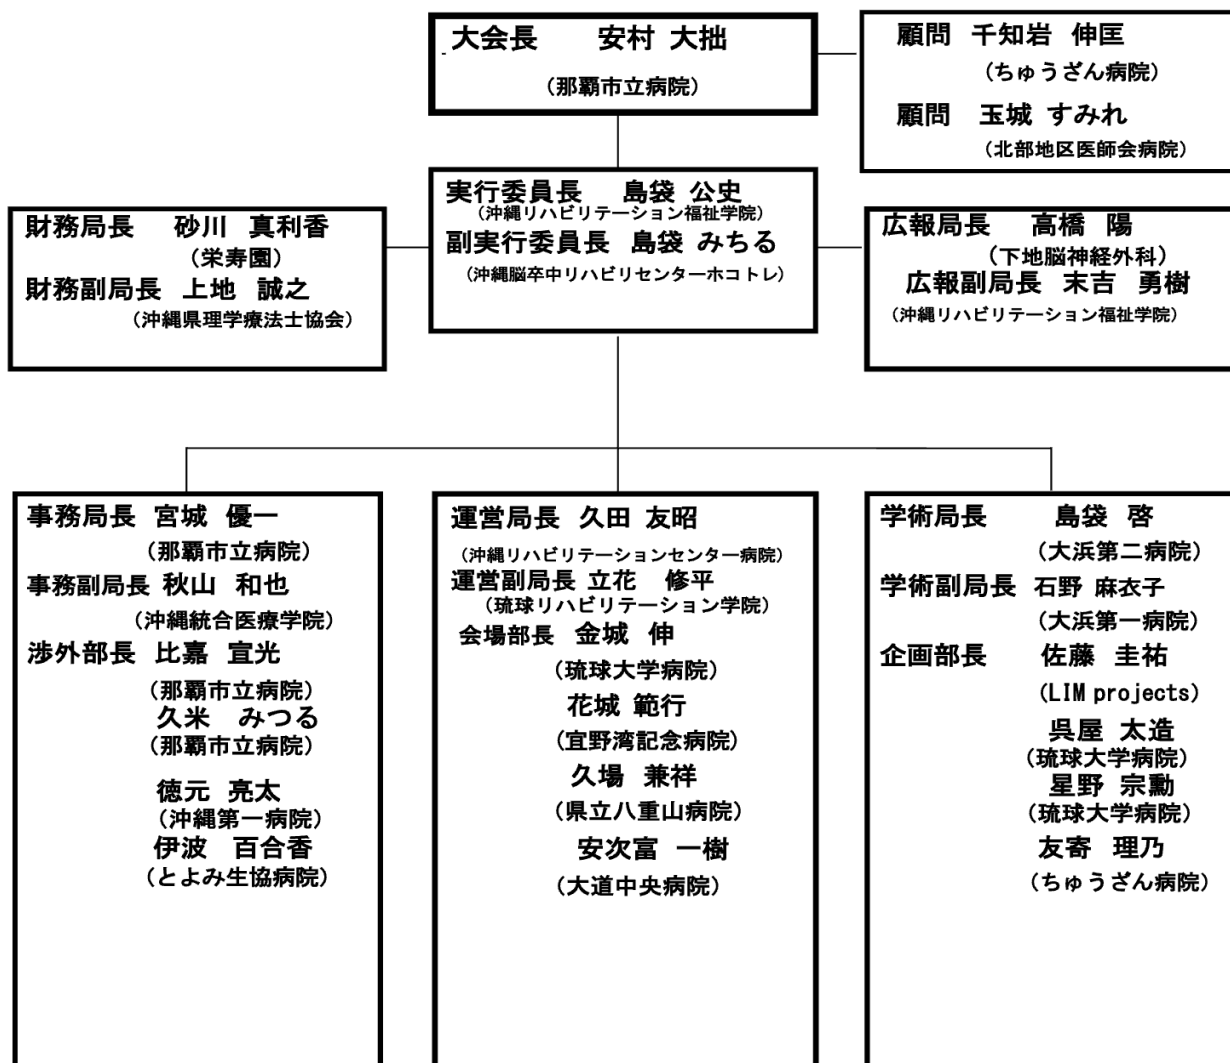 大会長 安村 大拙
（那覇市立病院）
顧問 千知岩 伸匡
（ちゅうざん病院）
顧問 玉城 すみれ
（北部地区医師会病院）
実行委員長 島袋 公史
（沖縄リハビリテーション福祉学院）
副実行委員長 島袋 みちる
（沖縄脳卒中リハビリセンターホコトレ）
財務局長 砂川 真利香
（栄寿園）
財務副局長 上地 誠之
（沖縄県理学療法士協会）
広報局長 高橋 陽
（下地脳神経外科）
広報副局長 末吉 勇樹
（沖縄リハビリテーション福祉学院）
事務局長 宮城 優一
（那覇市立病院）
事務副局長 秋山 和也
（沖縄統合医療学院）
渉外部長 比嘉 宣光
（那覇市立病院）
久米 みつる
（那覇市立病院）
徳元 亮太
（沖縄第一病院）
伊波 百合香
（とよみ生協病院）
運営局長 久田 友昭
（沖縄リハビリテーションセンター病院）
運営副局長 立花 修平
（琉球リハビリテーション学院）
会場部長 金城 伸
（琉球大学病院）
花城 範行
（宜野湾記念病院）
久場 兼祥
（県立八重山病院）
安次富 一樹
（大道中央病院）
学術局長 島袋 啓
（大浜第二病院）
学術副局長 石野 麻衣子
（大浜第一病院）
企画部長 佐藤 圭祐
（LIM projects）
呉屋 太造
（琉球大学病院）
星野 宗勲
（琉球大学病院）
友寄 理乃
（ちゅうざん病院）